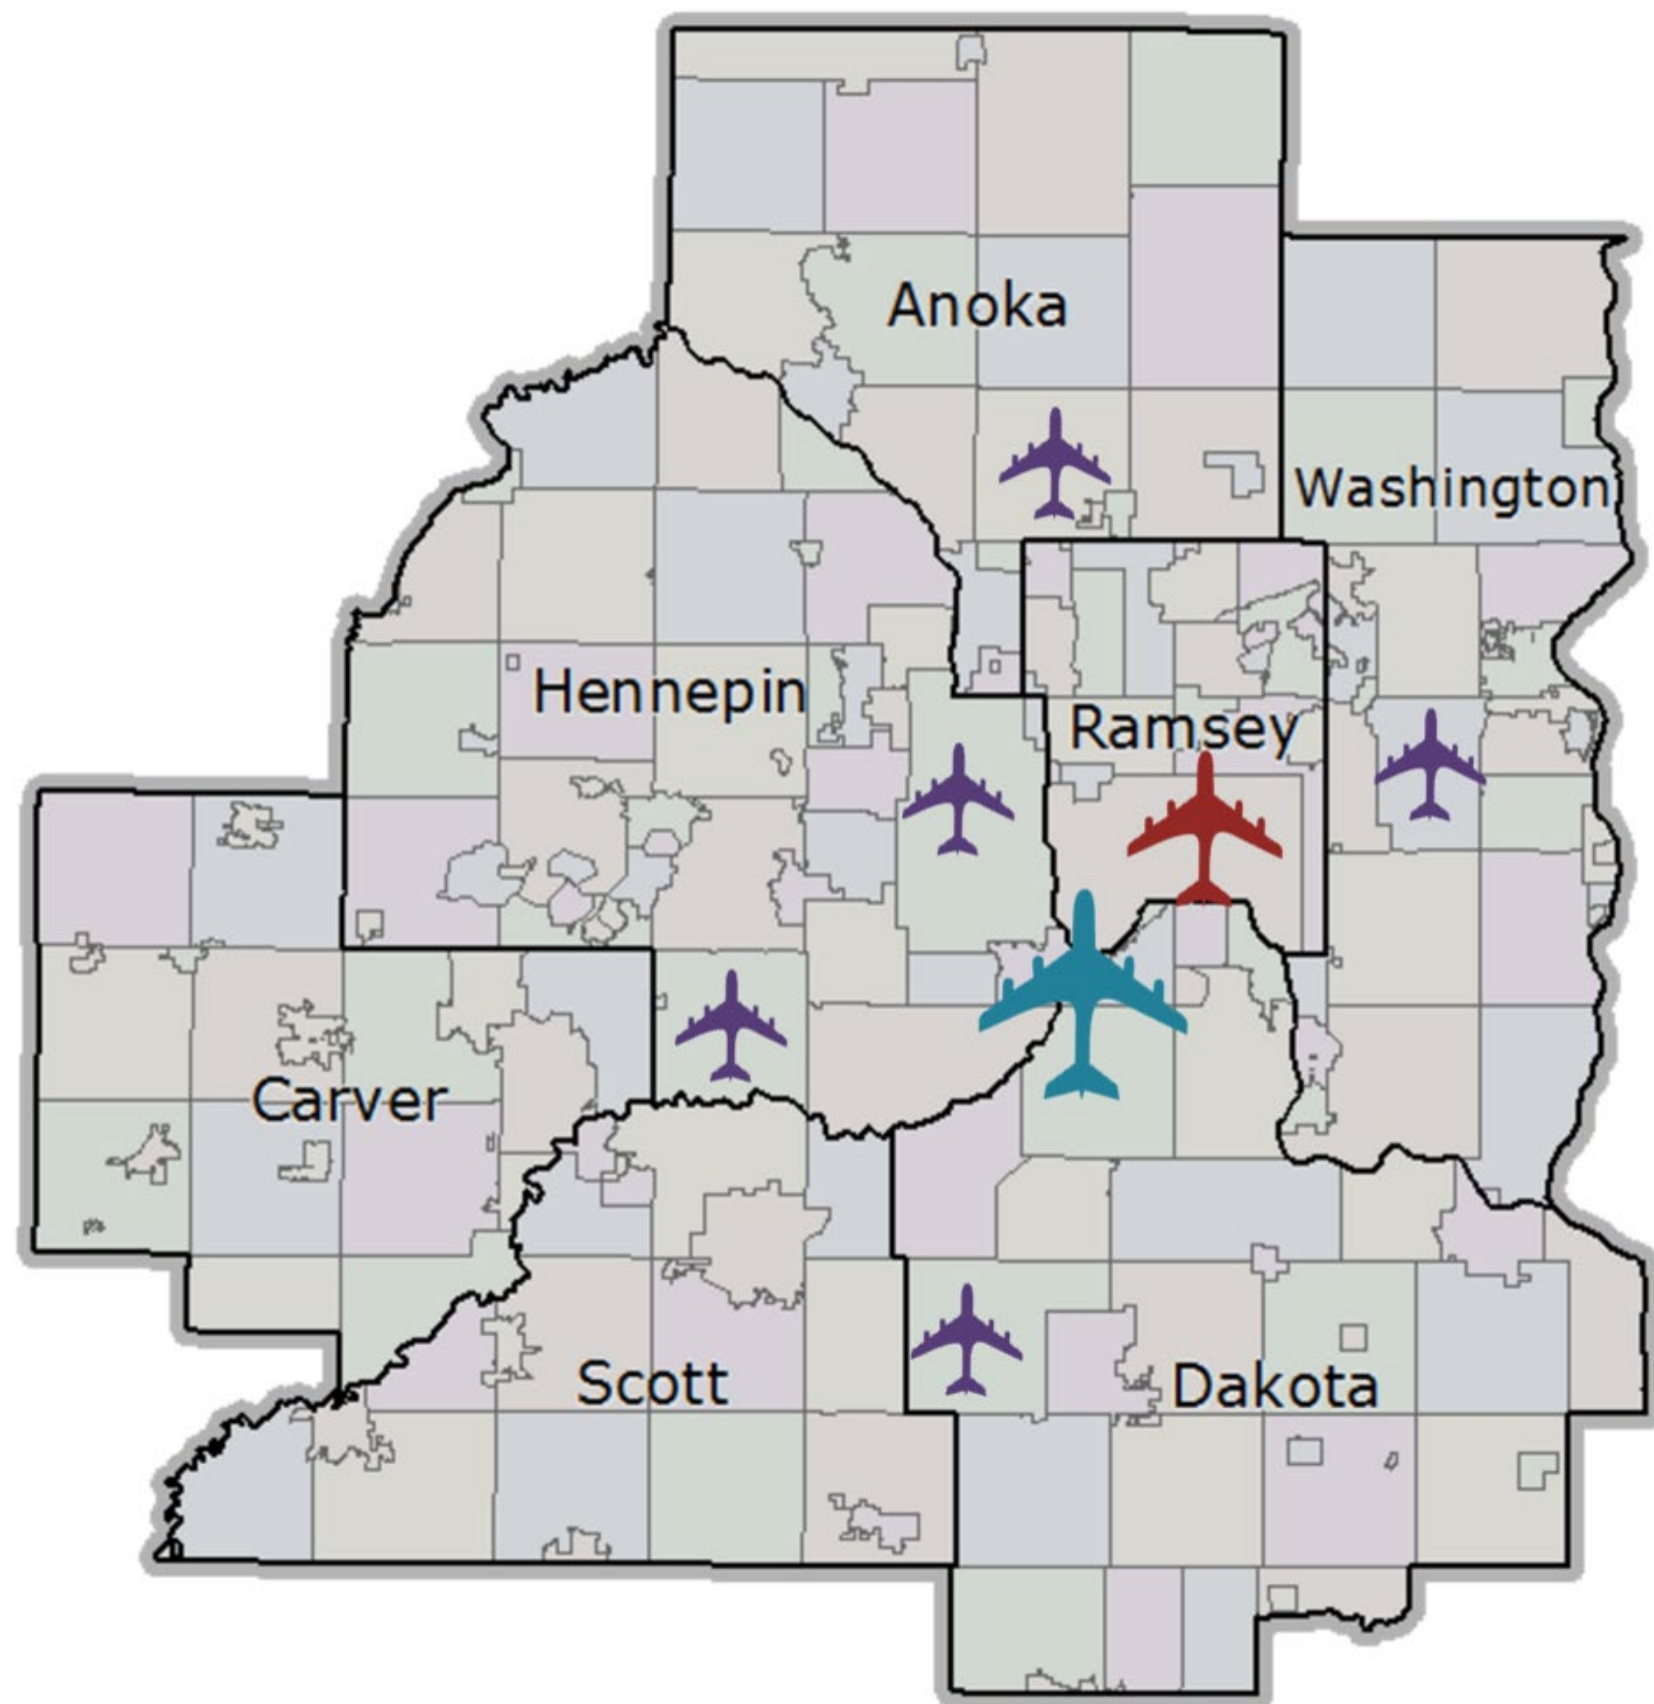 Anoka
Washington
Hennepin
Ramsey
Carver
Scott
Dakota